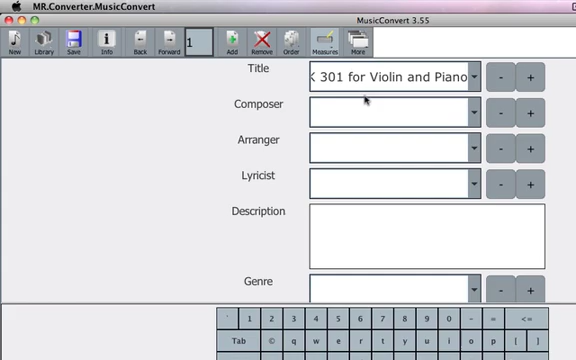 MR.Converter.MusicConvert
MusicConvert 3.55
New Library Save Info Back Forward 1 Add Remove Order Measures More
Title K 301 for Violin and Piano - +
Composer - +
Arranger - +
Lyricist - +
Description
Genre - +
` 1 2 3 4 5 6 7 8 9 0 - = <=
Tab © q w e r t y u i o p [ ]